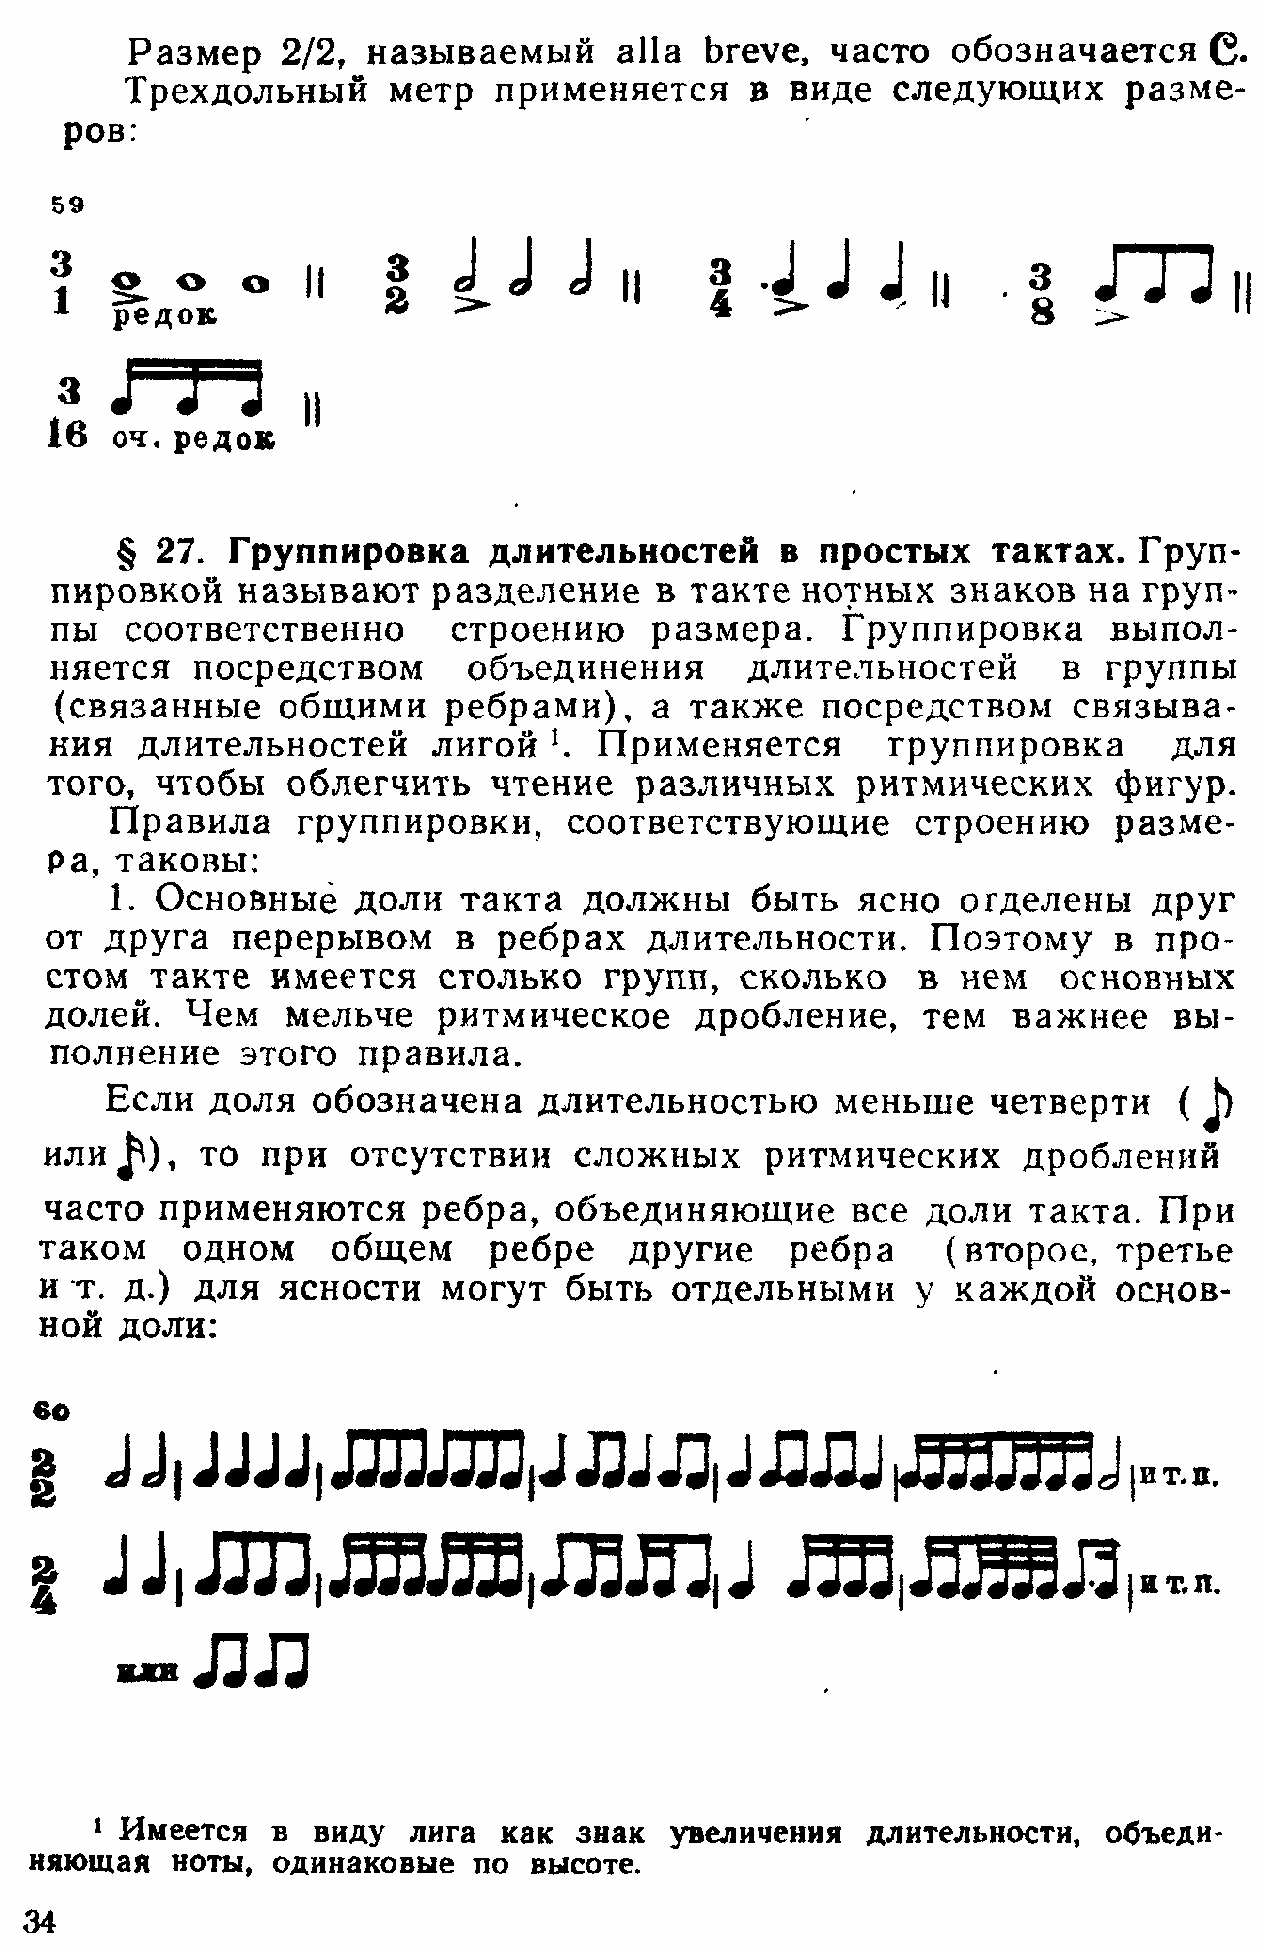 Размер 2/2, называемый alla breve, часто обозначается 𝄵.
Трехдольный метр применяется в виде следующих разме-
ров:
59
3 3 3 3
1 2 4 8
редок
3
16 оч. редок
§ 27. Группировка длительностей в простых тактах. Груп-
пировкой называют разделение в такте нотных знаков на груп-
пы соответственно строению размера. Группировка выпол-
няется посредством объединения длительностей в группы
(связанные общими ребрами), а также посредством связыва-
ния длительностей лигой ¹. Применяется группировка для
того, чтобы облегчить чтение различных ритмических фигур.
Правила группировки, соответствующие строению разме-
ра, таковы:
1. Основные доли такта должны быть ясно отделены друг
от друга перерывом в ребрах длительности. Поэтому в про-
стом такте имеется столько групп, сколько в нем основных
долей. Чем мельче ритмическое дробление, тем важнее вы-
полнение этого правила.
Если доля обозначена длительностью меньше четверти (♪
или 𝅘𝅥𝅯), то при отсутствии сложных ритмических дроблений
часто применяются ребра, объединяющие все доли такта. При
таком одном общем ребре другие ребра (второе, третье
и т. д.) для ясности могут быть отдельными у каждой основ-
ной доли:
60
2
2 и т. п.
2
4 и т. п.
или
¹ Имеется в виду лига как знак увеличения длительности, объеди-
няющая ноты, одинаковые по высоте.
34